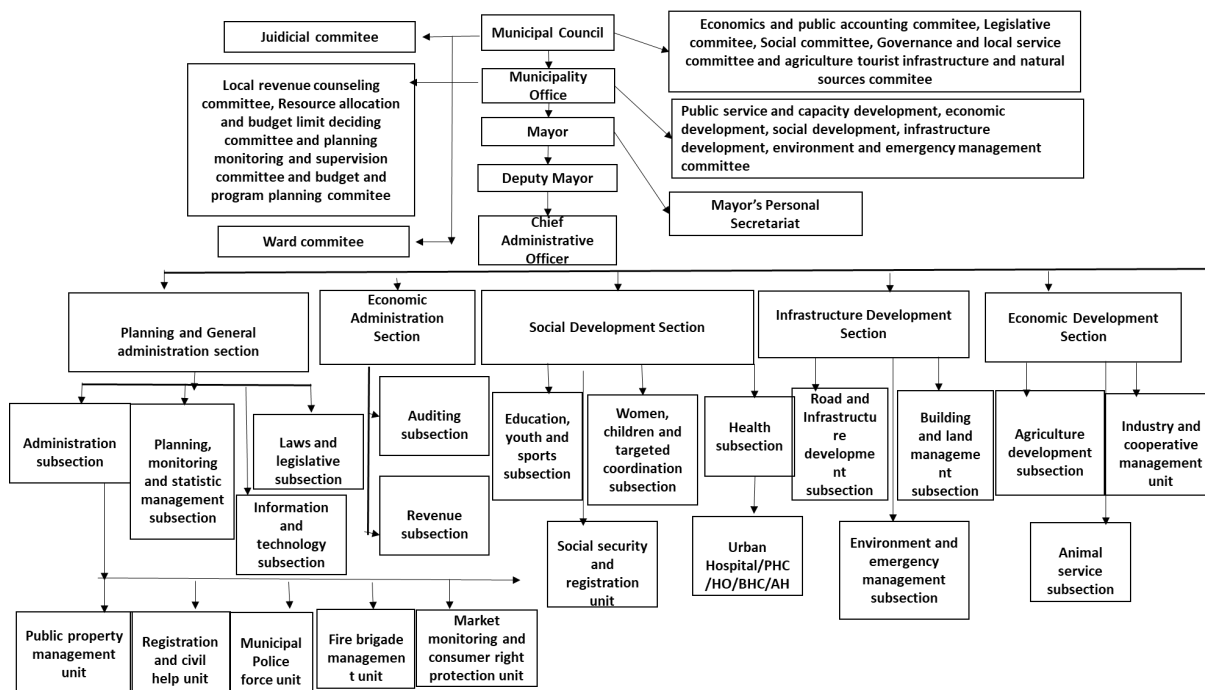 Juidicial commitee
Municipal Council
Economics and public accounting commitee, Legislative
commitee, Social committee, Governance and local service
committee and agriculture tourist infrastructure and natural
sources commitee
Local revenue counseling
committee, Resource allocation
and budget limit deciding
committee and planning
monitoring and supervision
committee and budget and
program planning commitee
Municipality
Office
Public service and capacity development, economic
development, social development, infrastructure
development, environment and emergency management
committee
Mayor
Deputy Mayor
Mayor’s Personal
Secretariat
Ward commitee
Chief
Administrative
Officer
Planning and General
administration section
Economic
Administration
Section
Social Development Section
Infrastructure Development
Section
Economic Development
Section
Administration
subsection
Planning,
monitoring
and statistic
management
subsection
Laws and
legislative
subsection
Information
and
technology
subsection
Auditing
subsection
Revenue
subsection
Education,
youth and
sports
subsection
Women,
children and
targeted
coordination
subsection
Health
subsection
Road and
Infrastructu
re
developme
nt
subsection
Building
and land
manageme
nt
subsection
Agriculture
development
subsection
Industry and
cooperative
management
unit
Social security
and
registration
unit
Urban
Hospital/PHC
/HO/BHC/AH
Environment and
emergency
management
subsection
Animal
service
subsection
Public property
management
unit
Registration
and civil
help unit
Municipal
Police
force unit
Fire brigade
managemen
t unit
Market
monitoring and
consumer right
protection unit